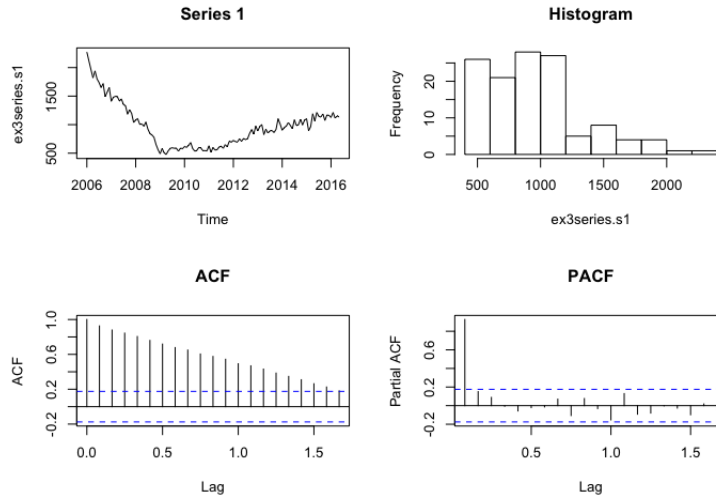 Series 1
ex3series.s1
1500
500
2006 2008 2010 2012 2014 2016
Time
Histogram
Frequency
20
10
0
500 1000 1500 2000
ex3series.s1
ACF
ACF
1.0
0.6
0.2
-0.2
0.0 0.5 1.0 1.5
Lag
PACF
Partial ACF
0.6
0.2
-0.2
0.5 1.0 1.5
Lag